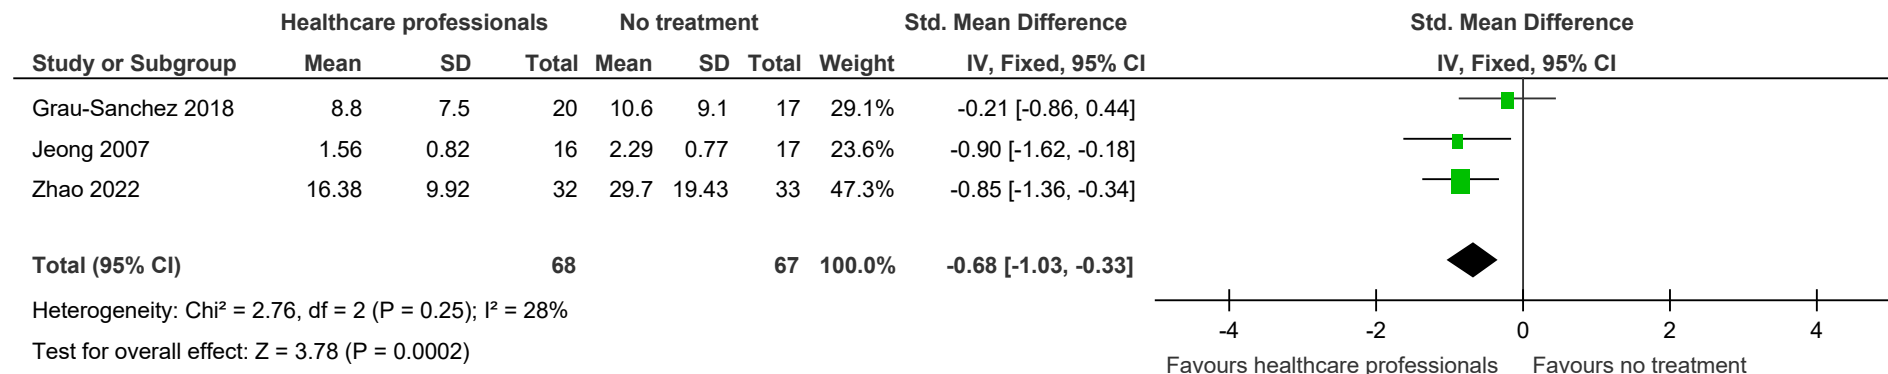 Healthcare professionals No treatment Std. Mean Difference Std. Mean Difference
Study or Subgroup Mean SD Total Mean SD Total Weight IV, Fixed, 95% CI IV, Fixed, 95% CI
Grau-Sanchez 2018 8.8 7.5 20 10.6 9.1 17 29.1% -0.21 [-0.86, 0.44]
Jeong 2007 1.56 0.82 16 2.29 0.77 17 23.6% -0.90 [-1.62, -0.18]
Zhao 2022 16.38 9.92 32 29.7 19.43 33 47.3% -0.85 [-1.36, -0.34]
Total (95% CI) 68 67 100.0% -0.68 [-1.03, -0.33]
Heterogeneity: Chi² = 2.76, df = 2 (P = 0.25); I² = 28%
Test for overall effect: Z = 3.78 (P = 0.0002)
-4 -2 0 2 4
Favours healthcare professionals Favours no treatment